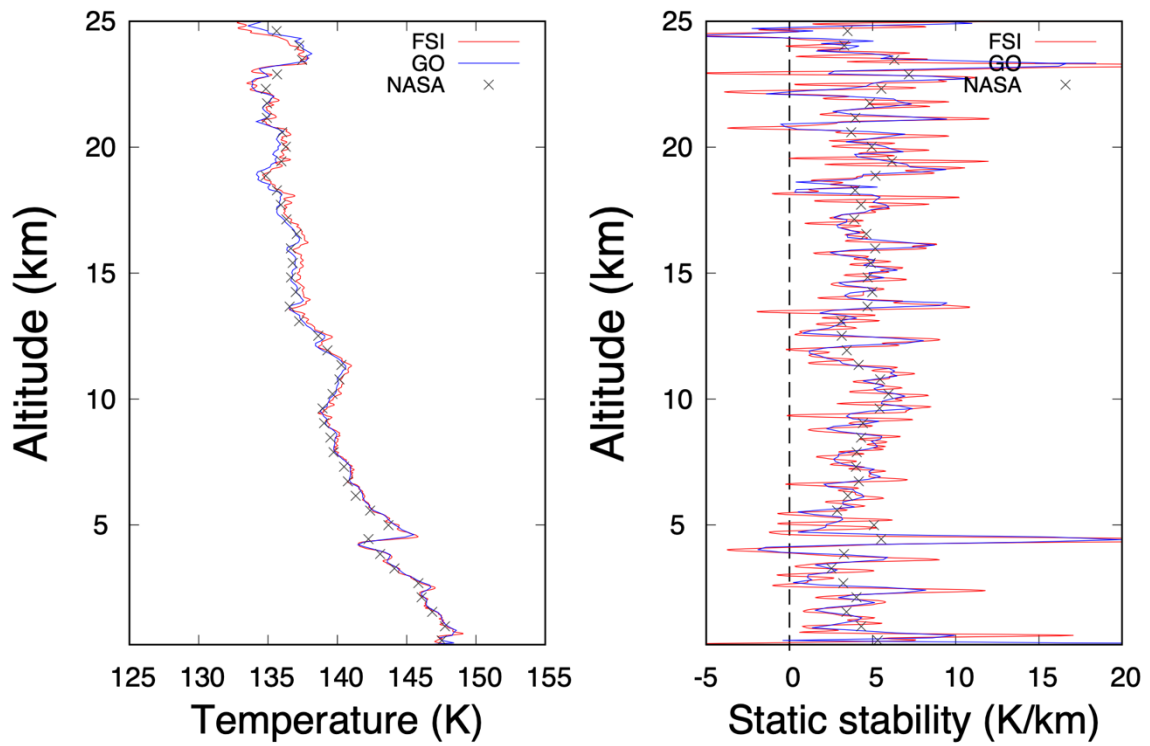 25
20
15
10
5
125 130 135 140 145 150 155
Altitude (km)
Temperature (K)
FSI
GO
NASA
25
20
15
10
5
-5 0 5 10 15 20
Altitude (km)
Static stability (K/km)
FSI
GO
NASA